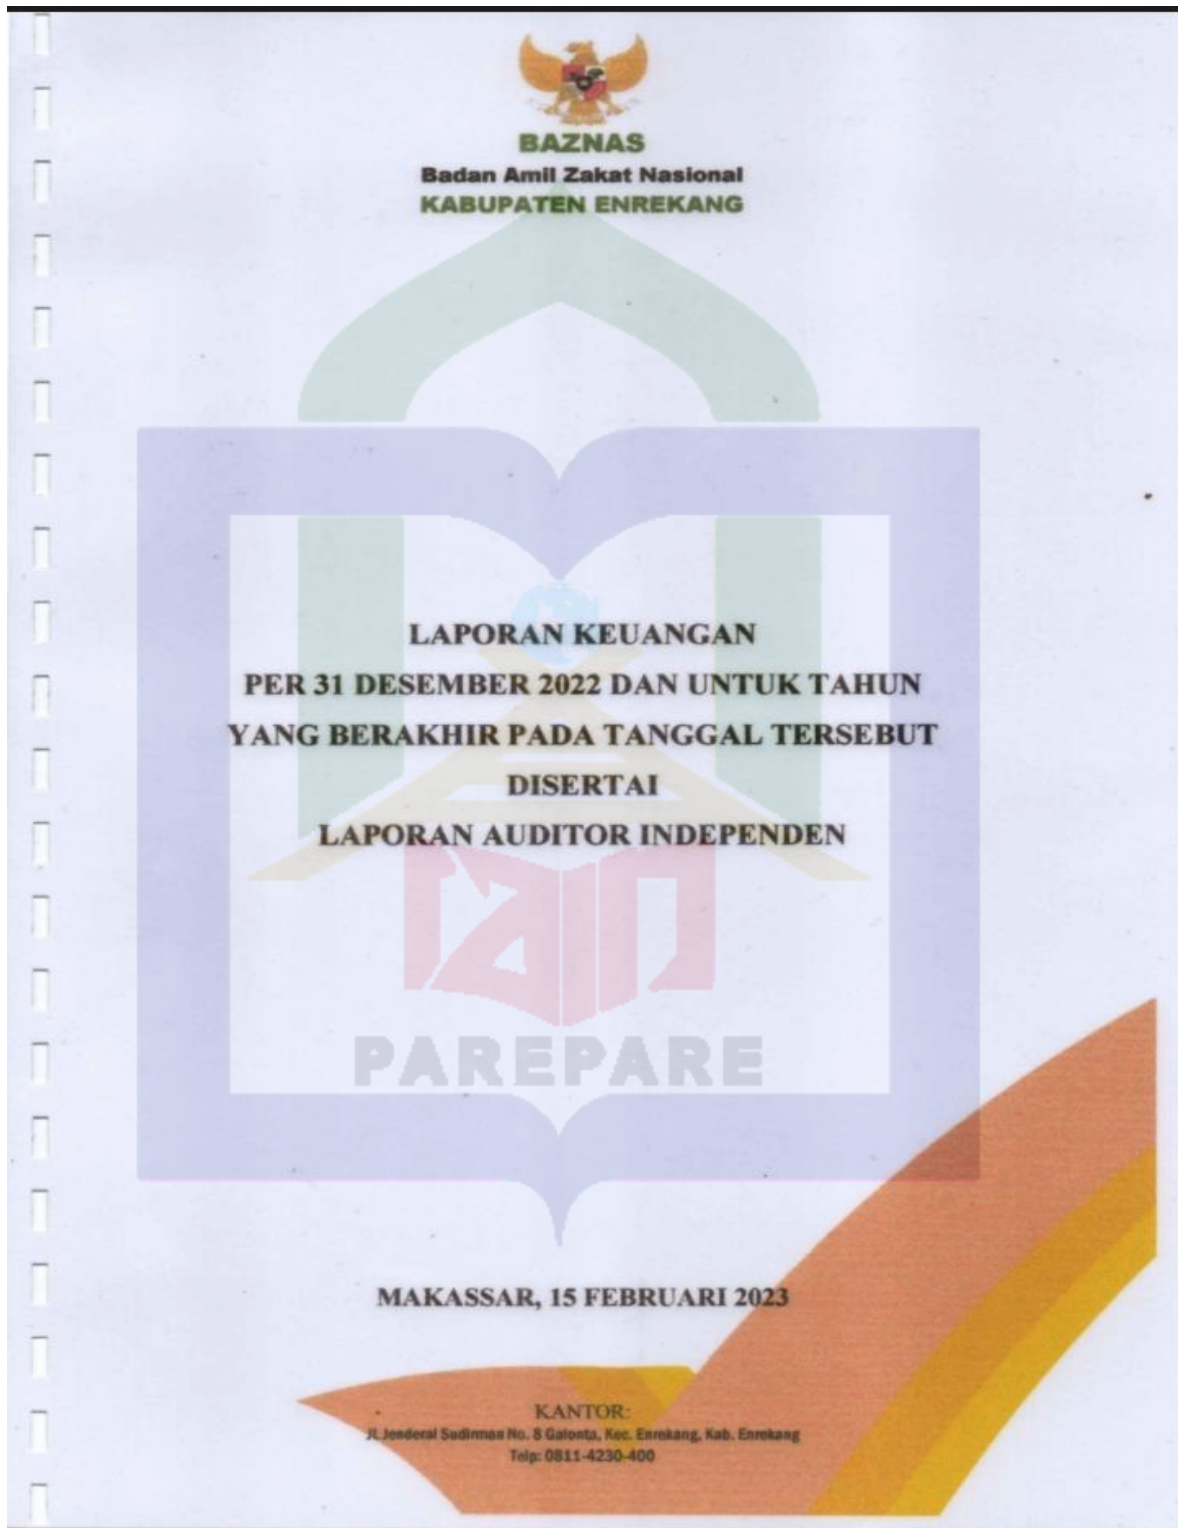 BAZNAS
Badan Amil Zakat Nasional
KABUPATEN ENREKANG
LAPORAN KEUANGAN
PER 31 DESEMBER 2022 DAN UNTUK TAHUN
YANG BERAKHIR PADA TANGGAL TERSEBUT
DISERTAI
LAPORAN AUDITOR INDEPENDEN
iain
PAREPARE
MAKASSAR, 15 FEBRUARI 2023
KANTOR:
Jl.Jenderal Sudirman No. 8 Galonta, Kec. Enrekang, Kab. Enrekang
Telp: 0811-4230-400